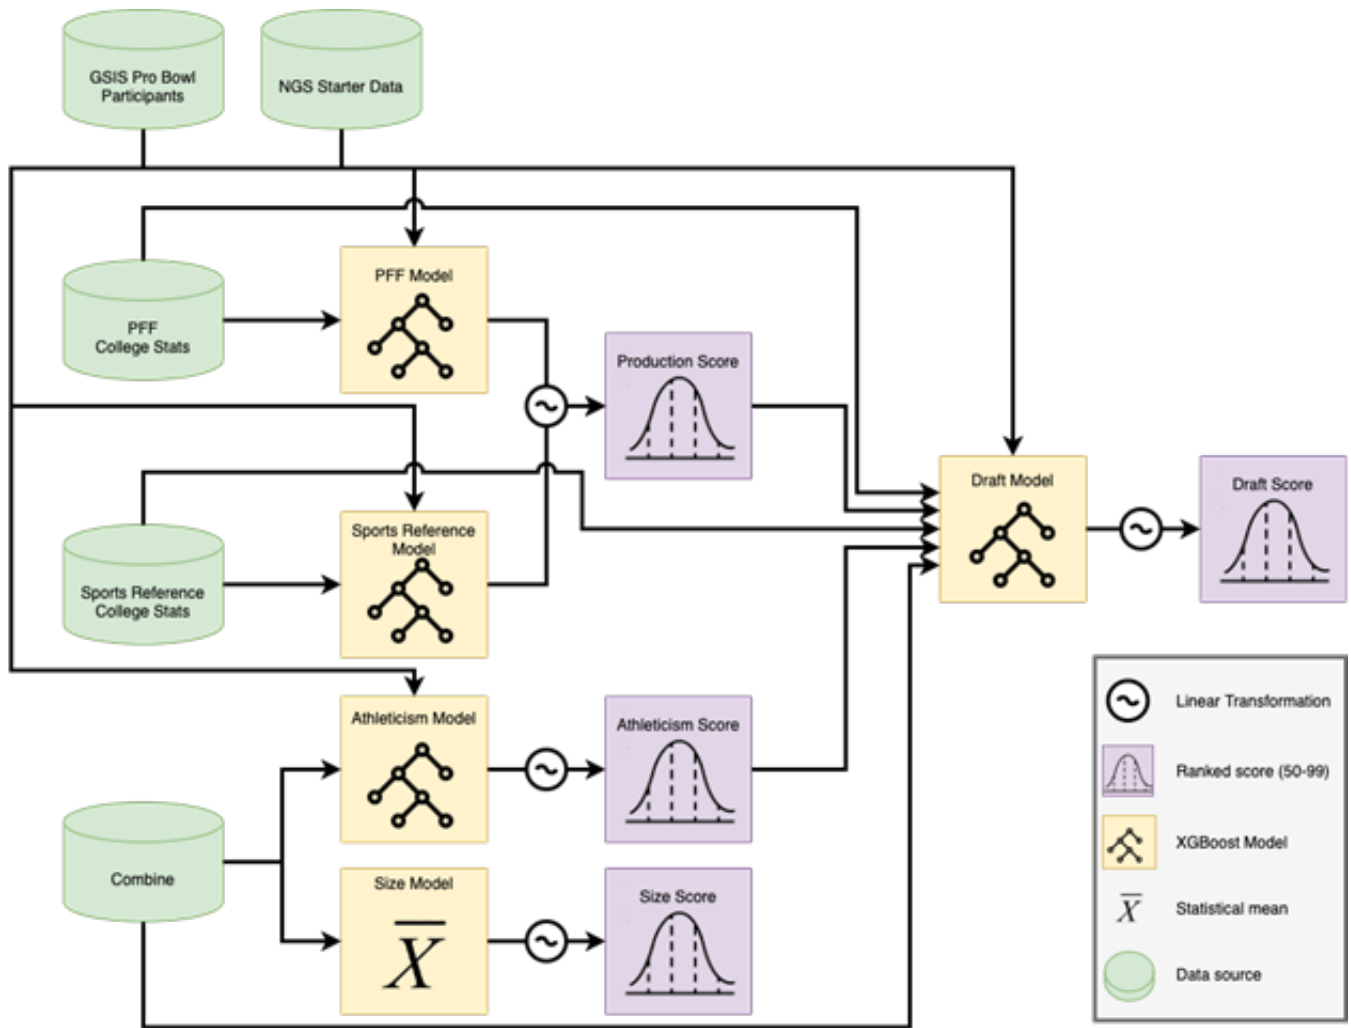 GSIS Pro Bowl
Participants
NGS Starter Data
PFF Model
PFF
College Stats
Production Score
Draft Model
Draft Score
Sports Reference
Model
Sports Reference
College Stats
Linear Transformation
Athleticism Model
Athleticism Score
Ranked score (50-99)
XGBoost Model
Combine
Size Model
X
Size Score
X
Statistical mean
Data source